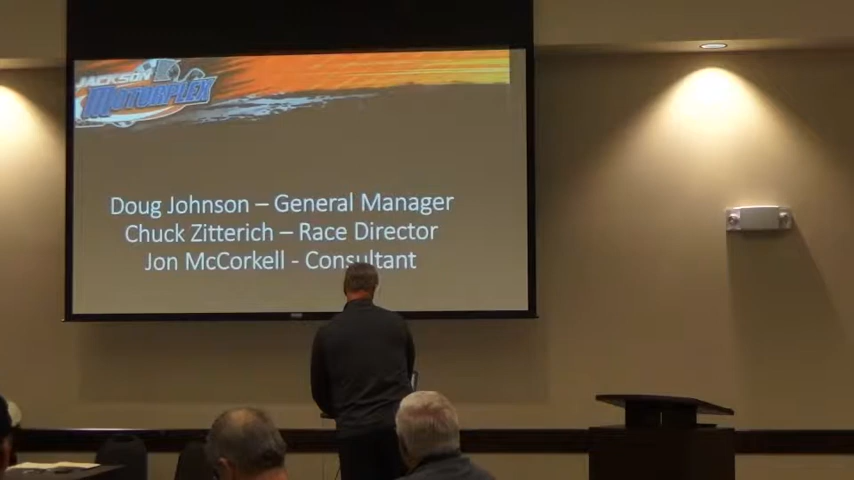 JACKSON
MOTORPLEX
Doug Johnson – General Manager
Chuck Zitterich – Race Director
Jon McCorkell - Consultant